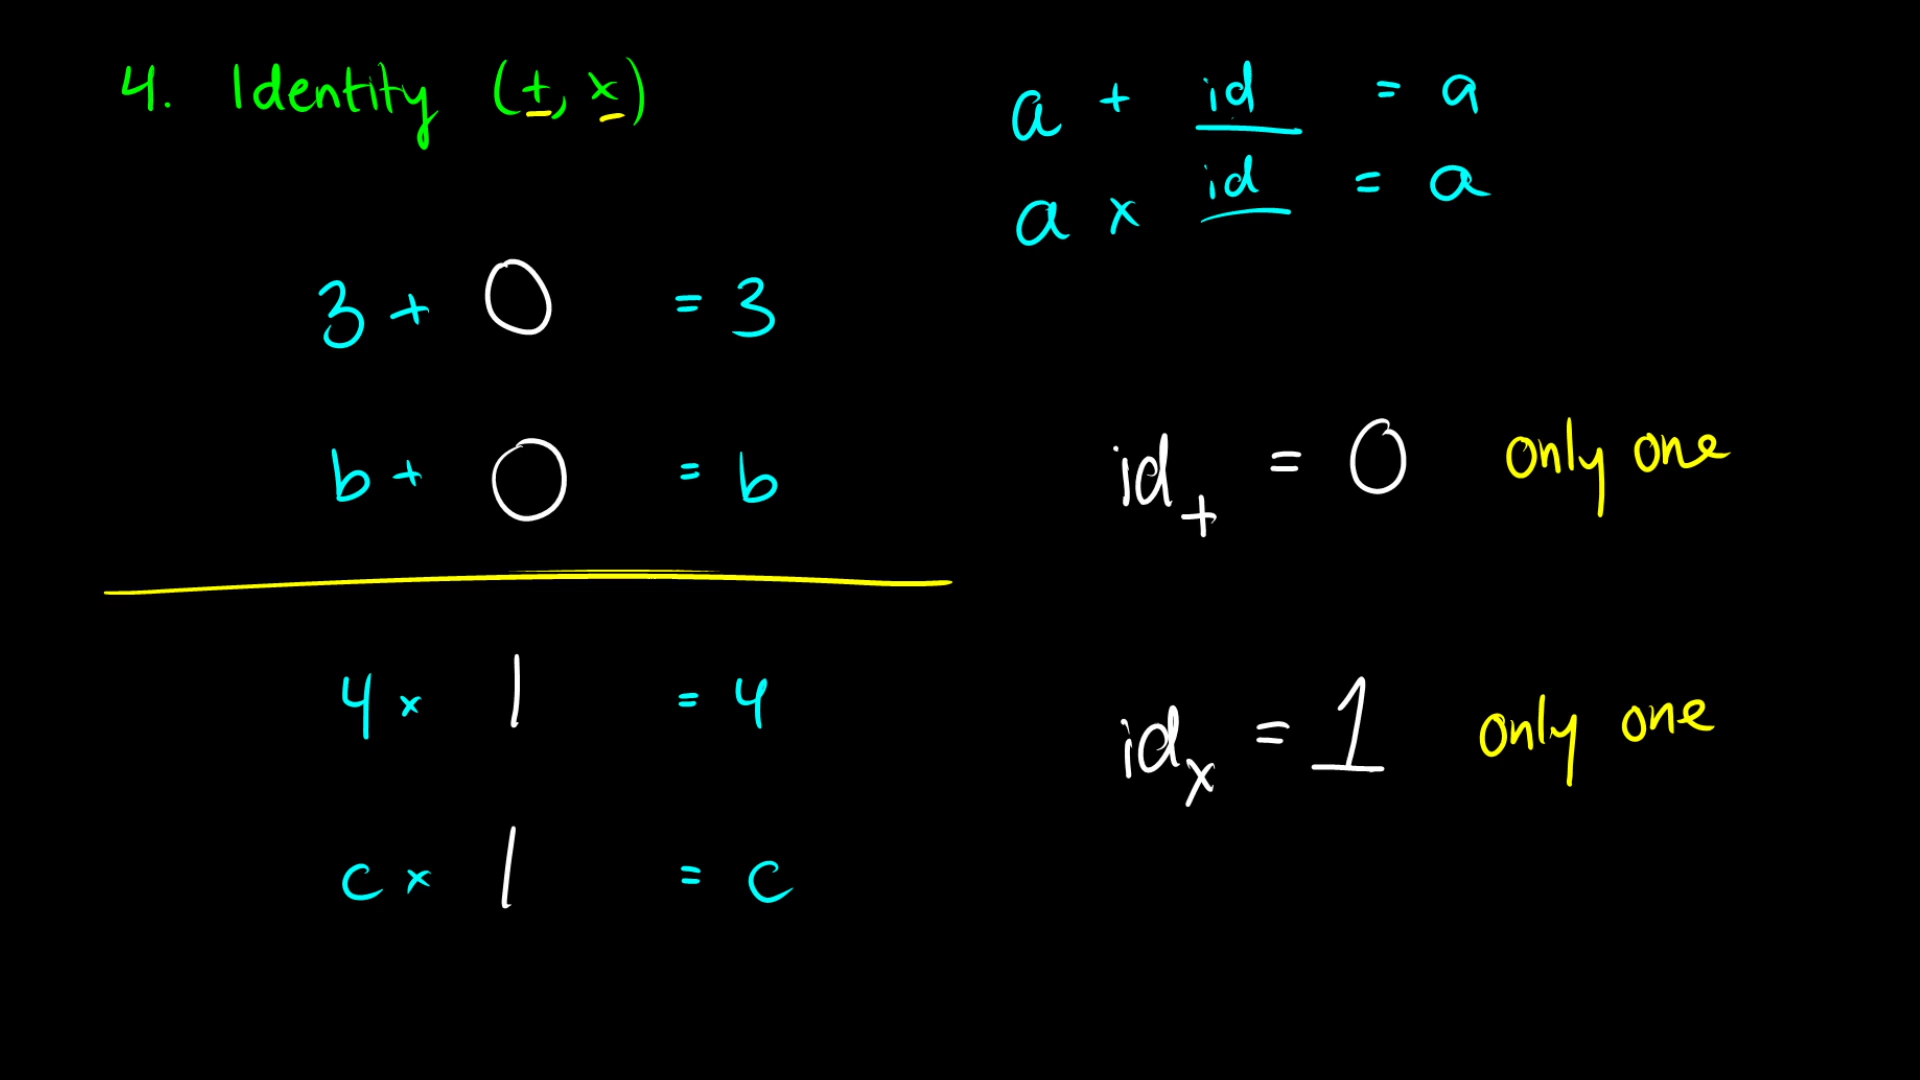 4. Identity (+, x)
a + id = a
a x id = a
3 + 0 = 3
b + 0 = b
id+ = 0 only one
4 x 1 = 4
idx = 1 only one
c x 1 = c